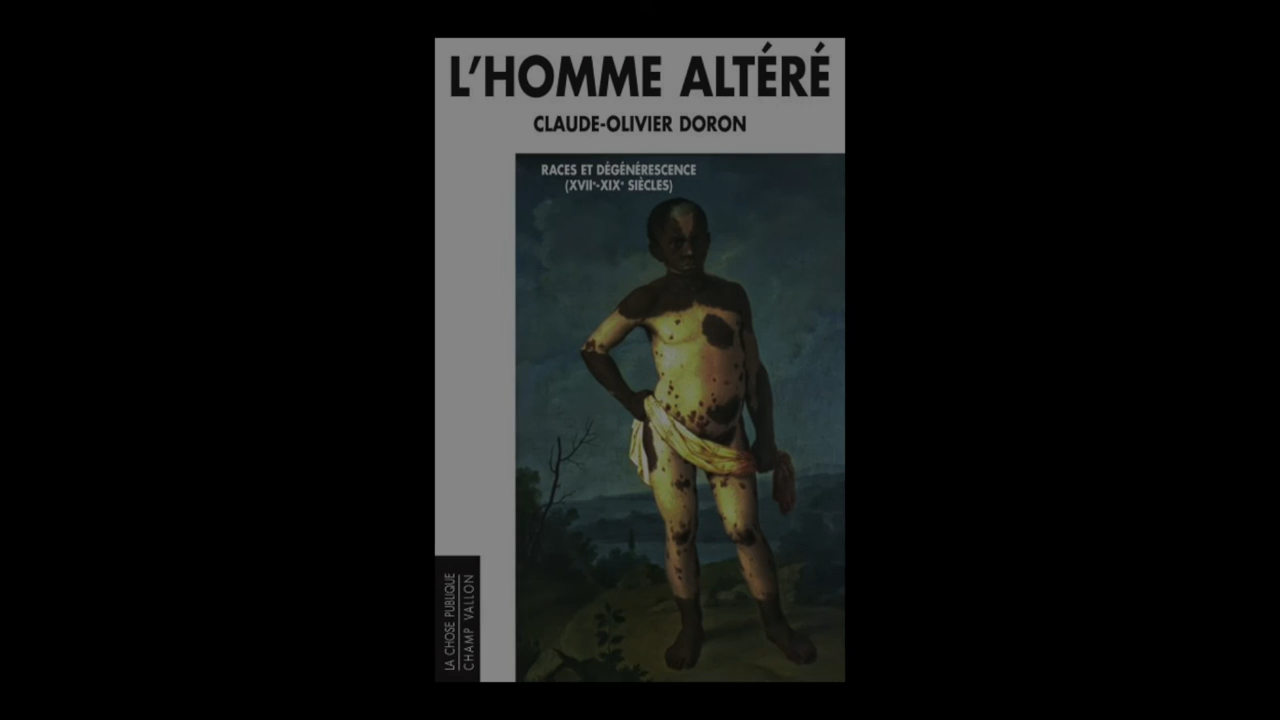 L'HOMME ALTÉRÉ
CLAUDE-OLIVIER DORON
RACES ET DÉGÉNÉRESCENCE
(XVIIᵉ-XIXᵉ SIÈCLES)
LA CHOSE PUBLIQUE
CHAMP VALLON